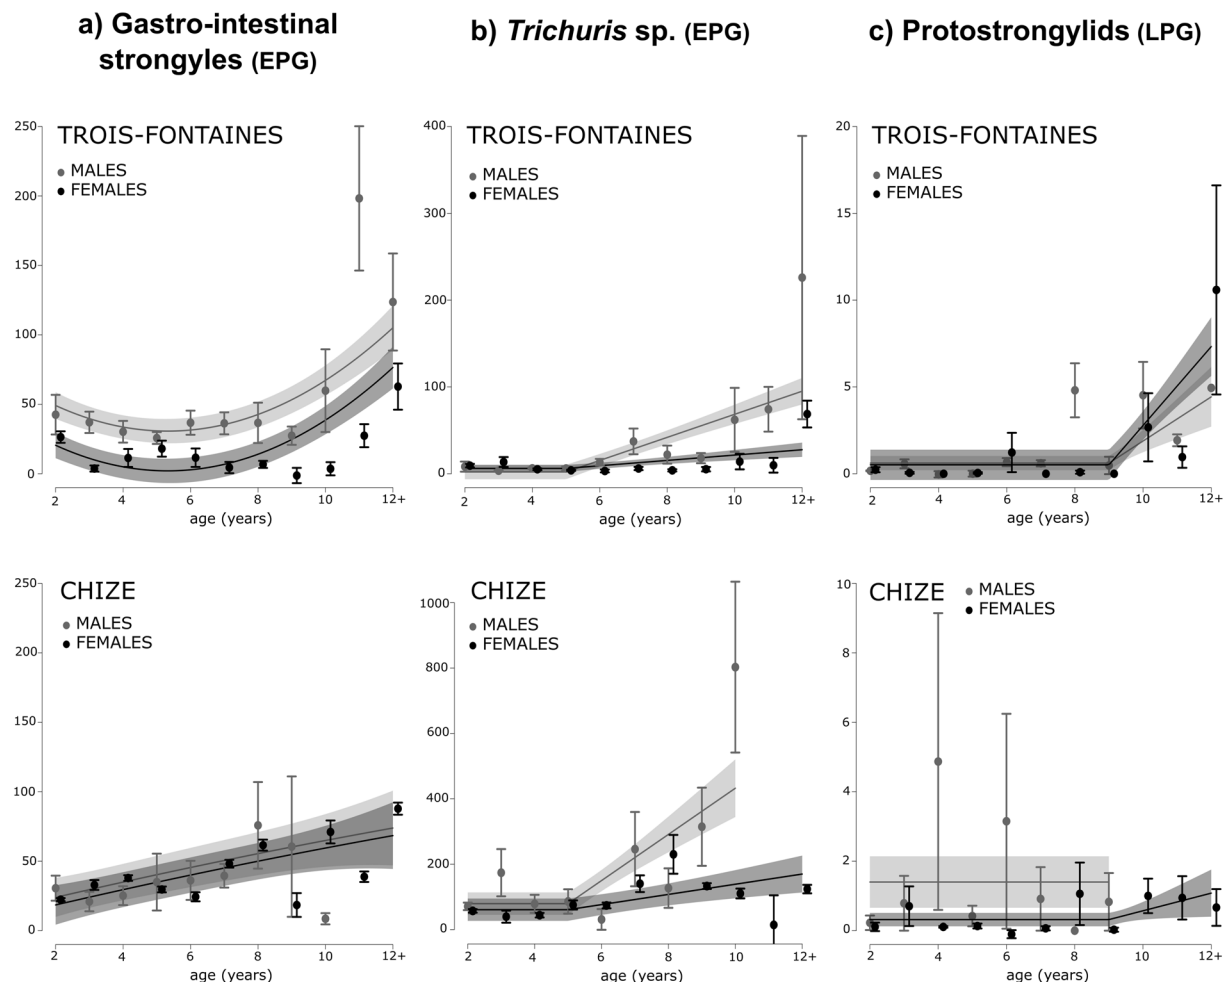 a) Gastro-intestinal
strongyles (EPG)
b) Trichuris sp. (EPG)
c) Protostrongylids (LPG)
TROIS-FONTAINES
MALES
FEMALES
250
200
150
100
50
0
2 4 6 8 10 12+
age (years)
TROIS-FONTAINES
MALES
FEMALES
400
300
200
100
0
2 4 6 8 10 12+
age (years)
TROIS-FONTAINES
MALES
FEMALES
20
15
10
5
0
2 4 6 8 10 12+
age (years)
CHIZE
MALES
FEMALES
250
200
150
100
50
0
2 4 6 8 10 12+
age (years)
CHIZE
MALES
FEMALES
1000
800
600
400
200
0
2 4 6 8 10 12+
age (years)
CHIZE
MALES
FEMALES
10
8
6
4
2
0
2 4 6 8 10 12+
age (years)